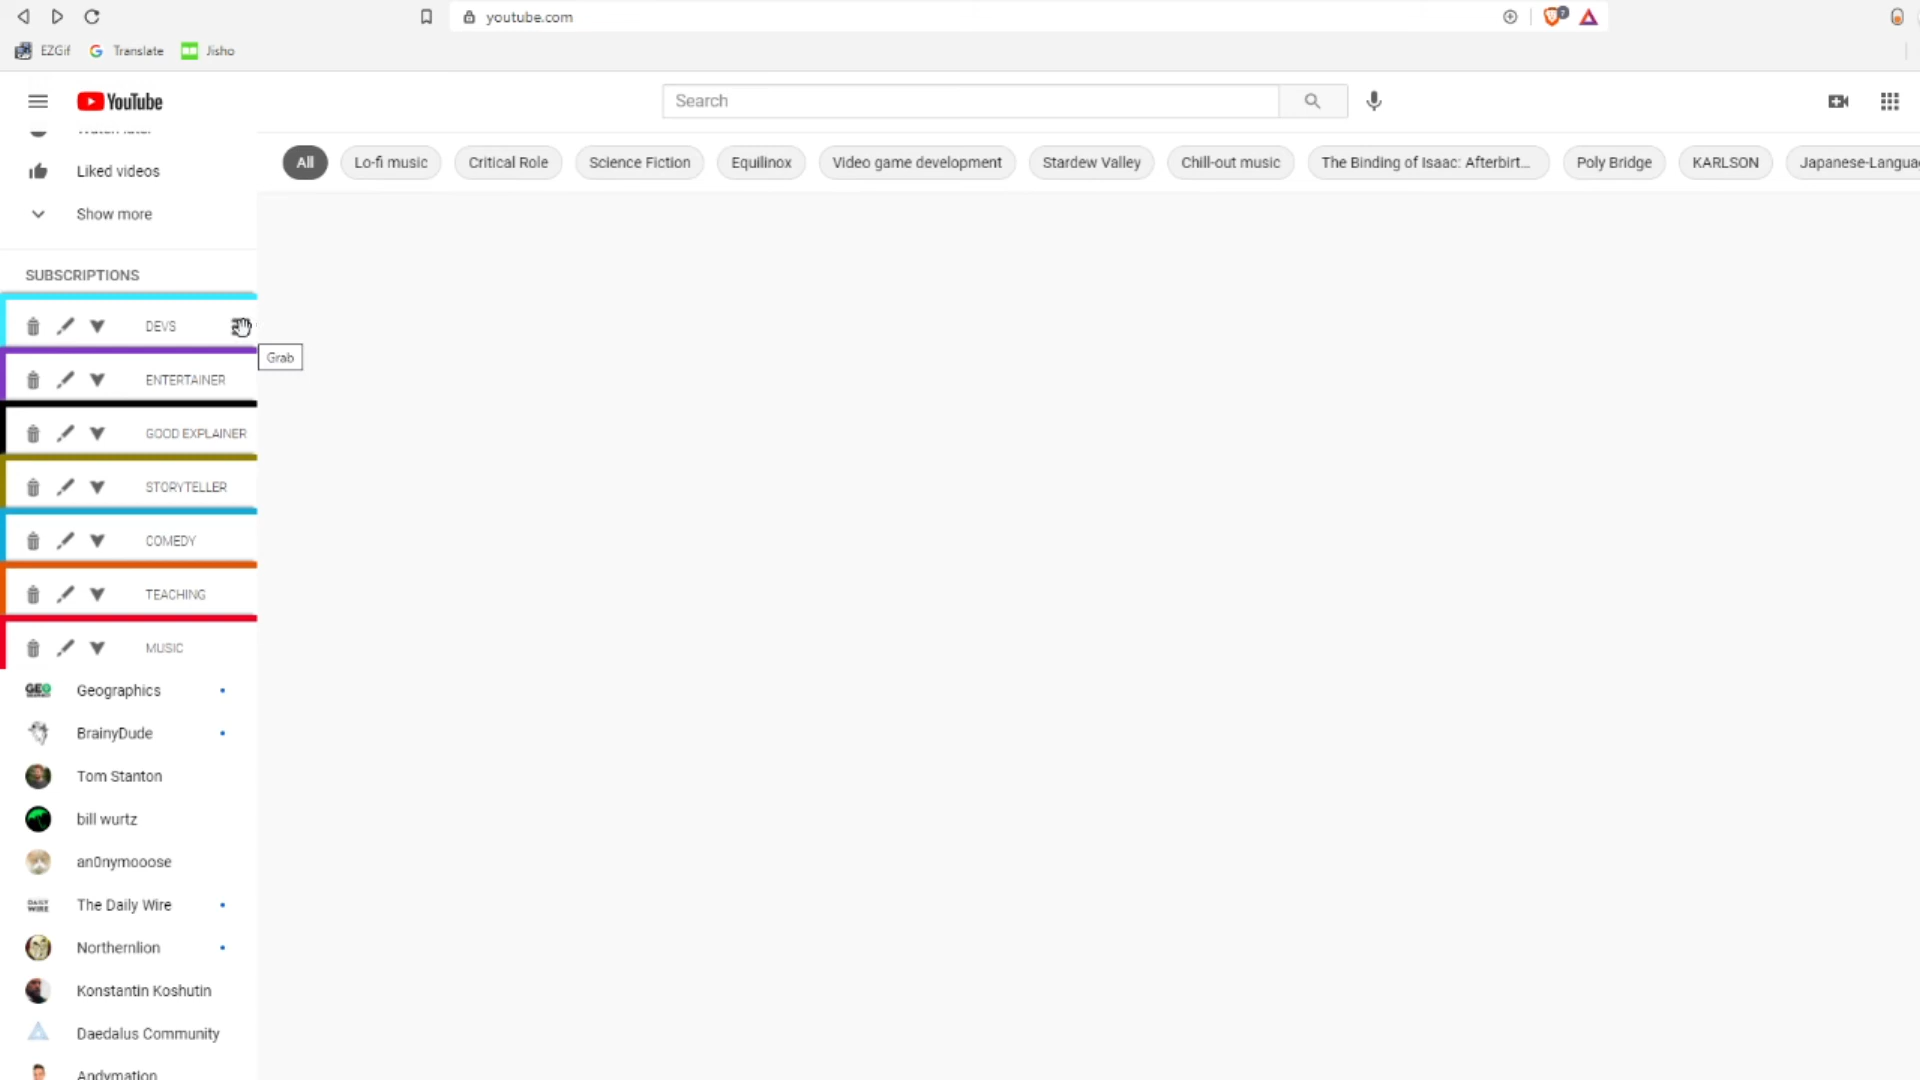 youtube.com
EZGif Translate Jisho
YouTube
Search
Liked videos
Show more
All Lo-fi music Critical Role Science Fiction Equilinox Video game development Stardew Valley Chill-out music The Binding of Isaac: Afterbirt... Poly Bridge KARLSON Japanese-Langua
SUBSCRIPTIONS
DEVS
Grab
ENTERTAINER
GOOD EXPLAINER
STORYTELLER
COMEDY
TEACHING
MUSIC
Geographics
BrainyDude
Tom Stanton
bill wurtz
an0nymooose
The Daily Wire
Northernlion
Konstantin Koshutin
Daedalus Community
Andymation